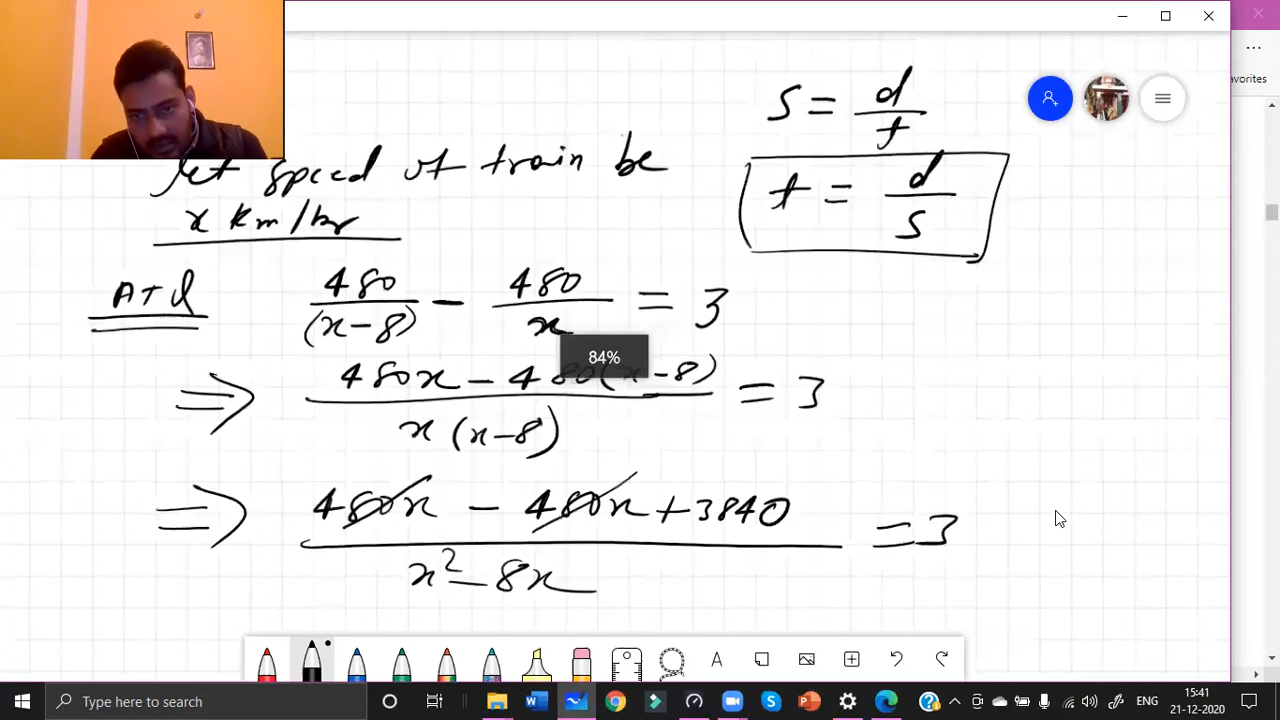 S = d/t
let speed of train be
x km/hr
t = d/s
ATQ 480/(x-8) - 480/x = 3
84%
⇒ 480x - 480(x-8) / x(x-8) = 3
⇒ 480x - 480x + 3840 / x² - 8x = 3
Type here to search
ENG
15:41
21-12-2020